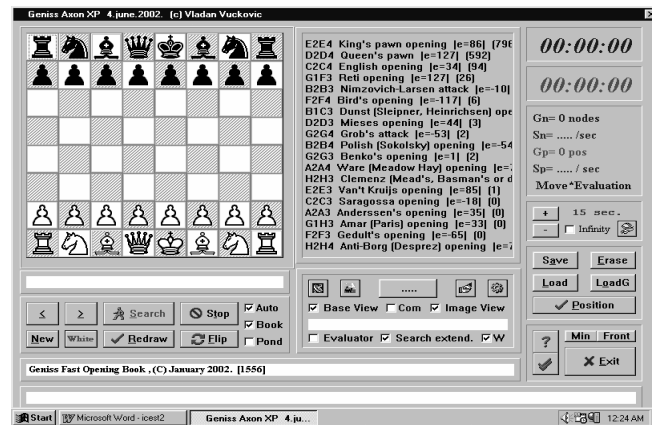 Geniss Axon XP 4.june.2002. (c) Vladan Vuckovic
E2E4 King's pawn opening |e=86| (796
D2D4 Queen's pawn |e=127| (592)
C2C4 English opening |e=34| (94)
G1F3 Reti opening |e=127| (26)
B2B3 Nimzovich-Larsen attack |e=-10|
F2F4 Bird's opening |e=-117| (6)
B1C3 Dunst (Sleipner, Heinrichsen) ope
D2D3 Mieses opening |e=44| (3)
G2G4 Grob's attack |e=-53| (2)
B2B4 Polish (Sokolsky) opening |e=-54
G2G3 Benko's opening |e=1| (2)
A2A4 Ware (Meadow Hay) opening |e=
H2H3 Clemenz (Mead's, Basman's or d
E2E3 Van't Kruijs opening |e=85| (1)
C2C3 Saragossa opening |e=-18| (0)
A2A3 Anderssen's opening |e=35| (0)
G1H3 Amar (Paris) opening |e=33| (0)
F2F3 Gedult's opening |e=-65| (0)
H2H4 Anti-Borg (Desprez) opening |e=
00:00:00
00:00:00
Gn= 0 nodes
Sn= ..... /sec
Gp= 0 pos
Sp= ..... / sec
Move*Evaluation
+ 15 sec.
- Infinity
Save Erase
Load LoadG
Position
< > Search Stop Auto
Book
New White Redraw Flip Pond
.....
Base View Com Image View
Evaluator Search extend. W
? Min Front
Exit
Geniss Fast Opening Book , (C) January 2002. [1556]
Start Microsoft Word - icest2 Geniss Axon XP 4.ju... 12:24 AM